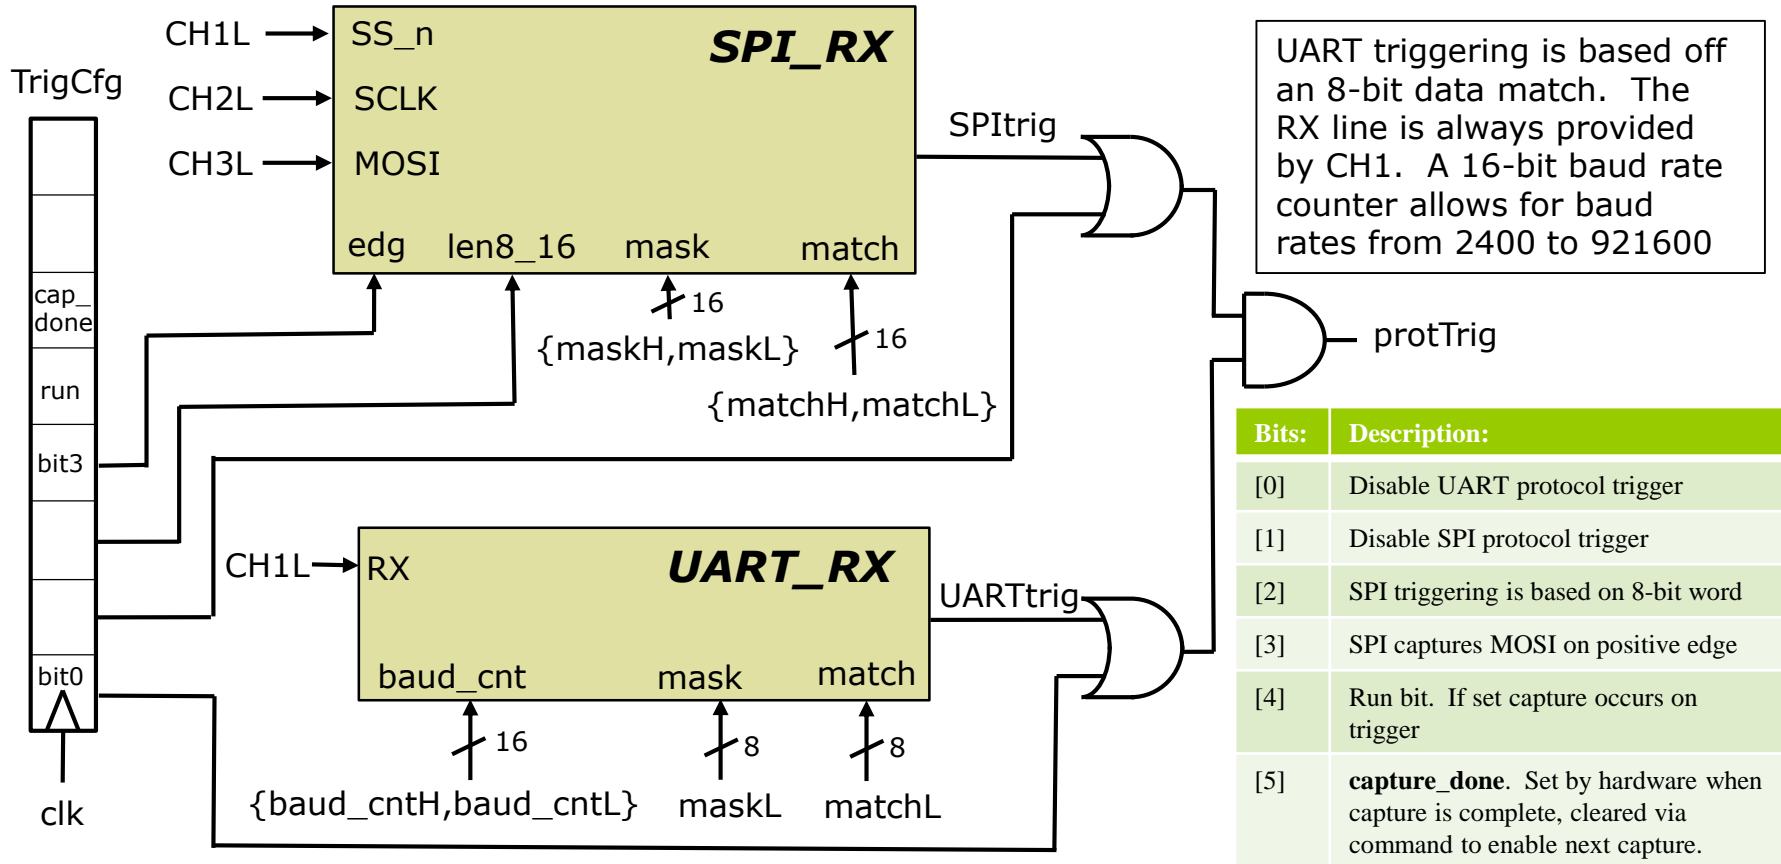 TrigCfg
cap_
done
run
bit3
bit0
clk
CH1L
CH2L
CH3L
SS_n
SCLK
MOSI
SPI_RX
edg
len8_16
mask
match
16
{maskH,maskL}
16
{matchH,matchL}
SPItrig
CH1L
RX
UART_RX
baud_cnt
mask
match
16
8
8
{baud_cntH,baud_cntL}
maskL
matchL
UARTtrig
protTrig
UART triggering is based off
an 8-bit data match. The
RX line is always provided
by CH1. A 16-bit baud rate
counter allows for baud
rates from 2400 to 921600
Bits: Description:
[0] Disable UART protocol trigger
[1] Disable SPI protocol trigger
[2] SPI triggering is based on 8-bit word
[3] SPI captures MOSI on positive edge
[4] Run bit. If set capture occurs on
trigger
[5] capture_done. Set by hardware when
capture is complete, cleared via
command to enable next capture.